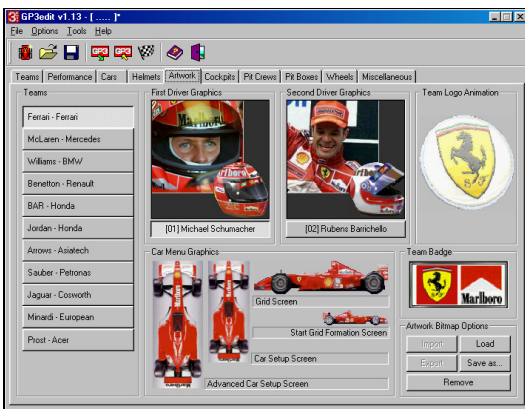 GP3edit v1.13 - [ ..... ]*
File Options Tools Help
GP3 GP3
Teams Performance Cars Helmets Artwork Cockpits Pit Crews Pit Boxes Wheels Miscellaneous
Teams
Ferrari - Ferrari
McLaren - Mercedes
Williams - BMW
Benetton - Renault
BAR - Honda
Jordan - Honda
Arrows - Asiatech
Sauber - Petronas
Jaguar - Cosworth
Minardi - European
Prost - Acer
First Driver Graphics
Marlboro
[01] Michael Schumacher
Second Driver Graphics
[02] Rubens Barrichello
Team Logo Animation
Car Menu Graphics
Grid Screen
Start Grid Formation Screen
Car Setup Screen
Advanced Car Setup Screen
Team Badge
Marlboro
Artwork Bitmap Options
Import Load
Export Save as...
Remove